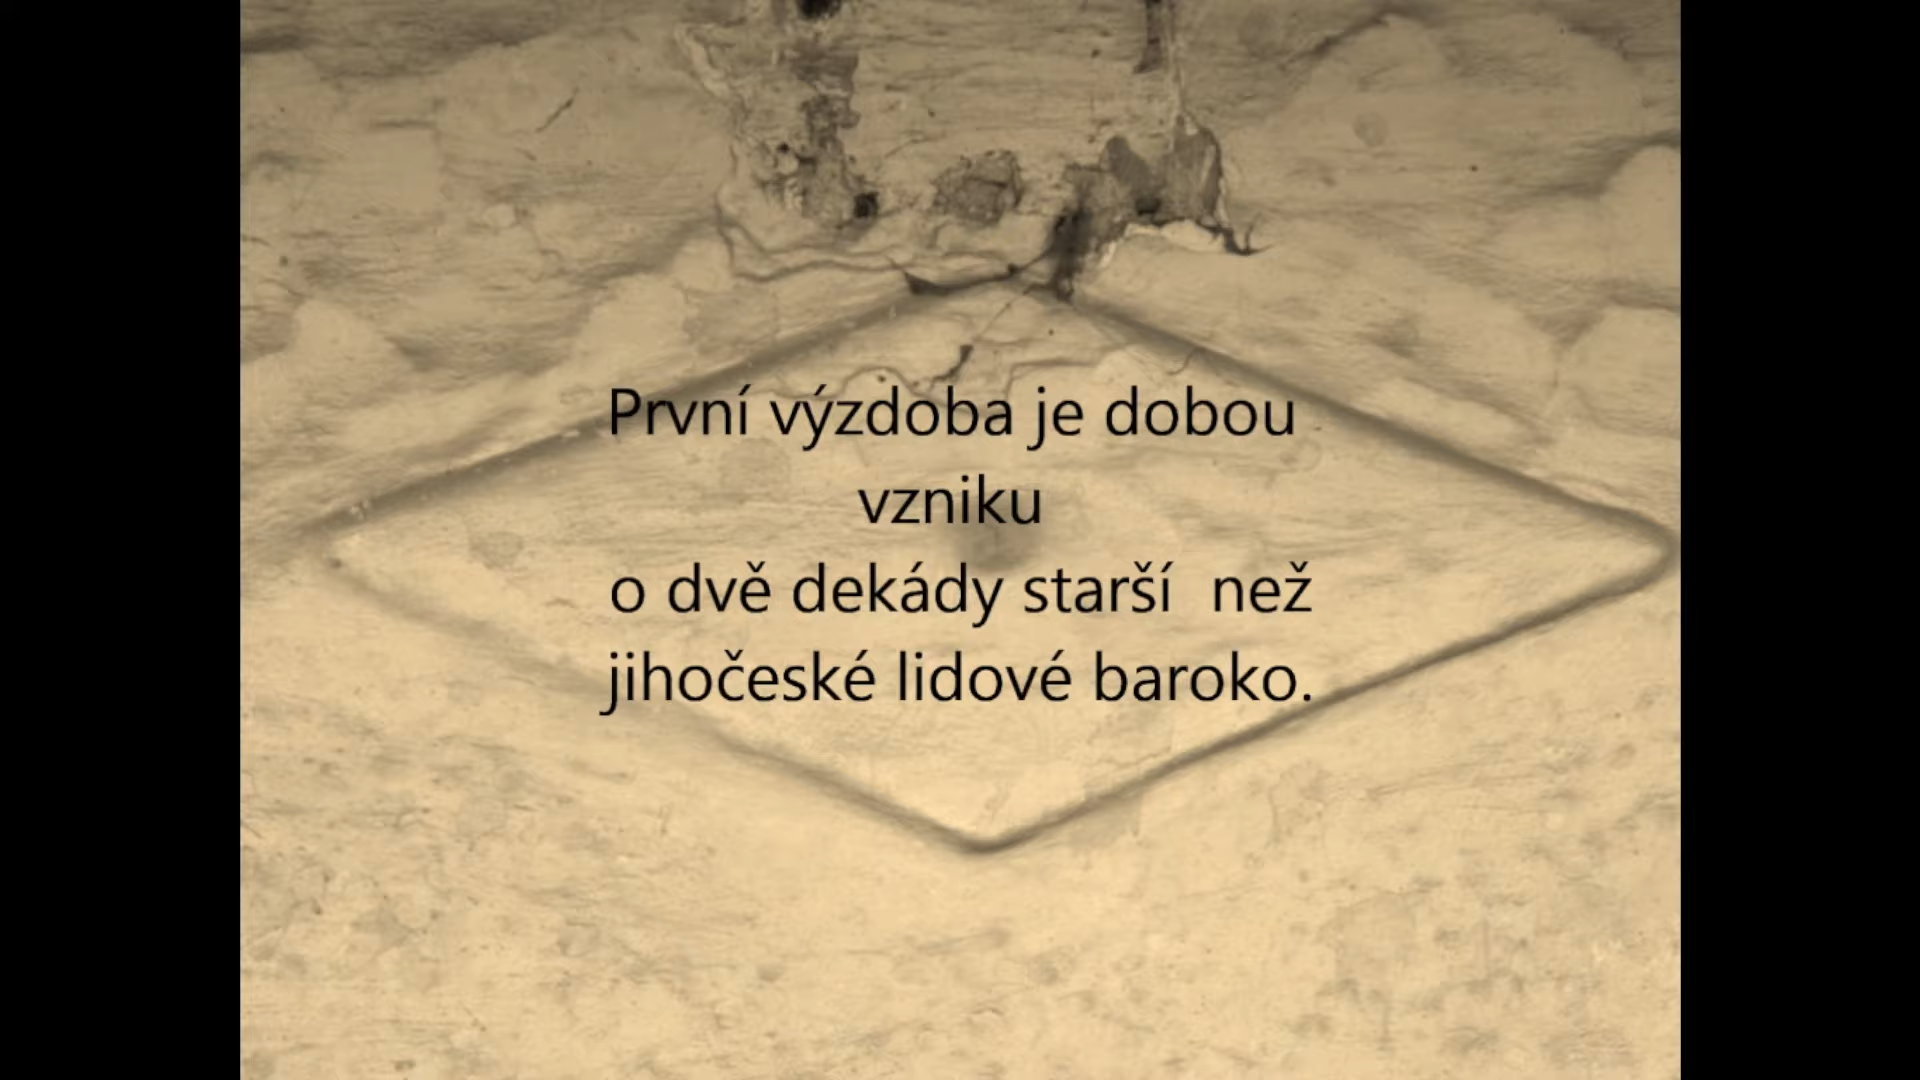 První výzdoba je dobou
vzniku
o dvě dekády starší  než
jihočeské lidové baroko.